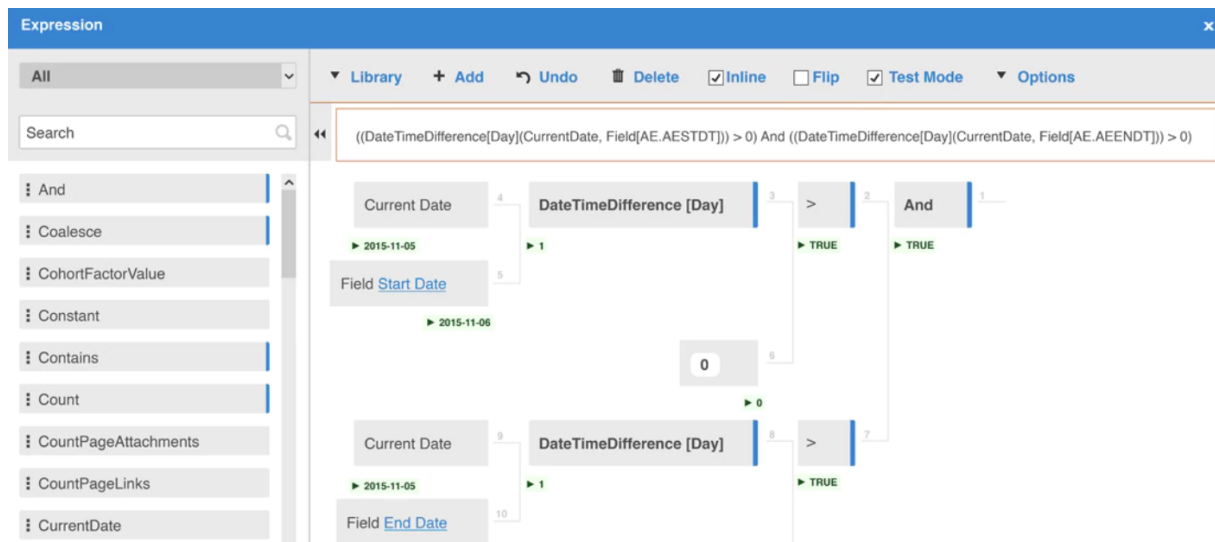 Expression
×
All
Library + Add Undo Delete Inline Flip Test Mode Options
Search
((DateTimeDifference[Day](CurrentDate, Field[AE.AESTDT])) > 0) And ((DateTimeDifference[Day](CurrentDate, Field[AE.AEENDT])) > 0)
And
Coalesce
CohortFactorValue
Constant
Contains
Count
CountPageAttachments
CountPageLinks
CurrentDate
Current Date 4 DateTimeDifference [Day] 3 > 2 And 1
2015-11-05 1 TRUE TRUE
Field Start Date 5
2015-11-06
0 6
0
Current Date 9 DateTimeDifference [Day] 8 > 7
2015-11-05 1 TRUE
Field End Date 10